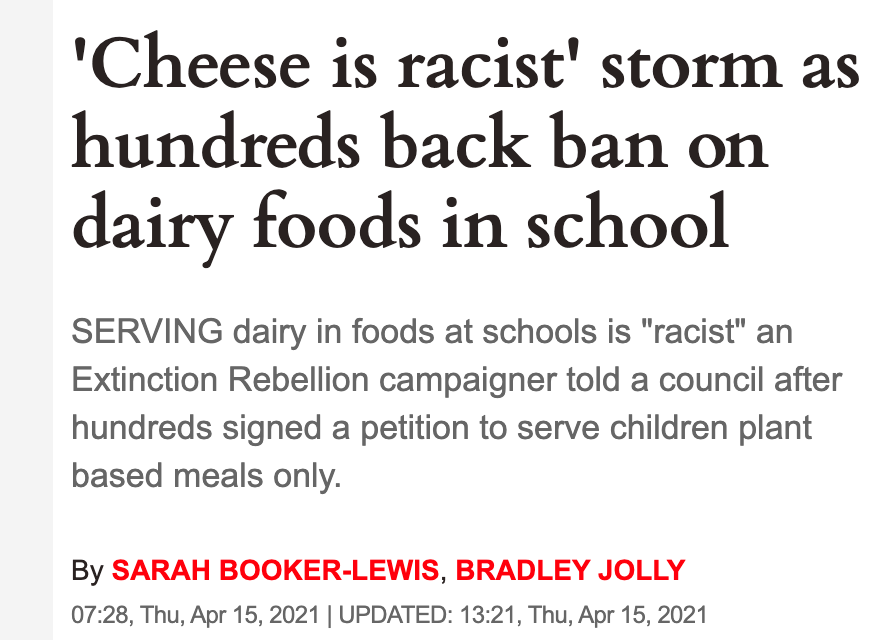 'Cheese is racist' storm as
hundreds back ban on
dairy foods in school
SERVING dairy in foods at schools is "racist" an
Extinction Rebellion campaigner told a council after
hundreds signed a petition to serve children plant
based meals only.
By SARAH BOOKER-LEWIS, BRADLEY JOLLY
07:28, Thu, Apr 15, 2021 | UPDATED: 13:21, Thu, Apr 15, 2021